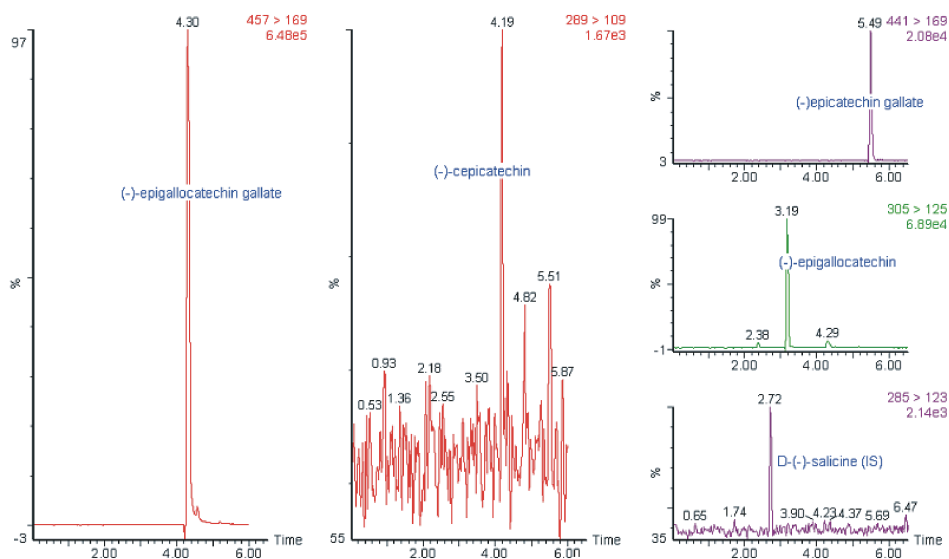 4.30
457 > 169
6.48e5
97
%
(-)-epigallocatechin gallate
-3
2.00
4.00
6.00
Time
4.19
289 > 109
1.67e3
(-)-cepicatechin
%
5.51
4.82
0.93
2.18
3.50
5.87
1.36
2.55
0.53
55
0.00
2.00
4.00
6.00
Time
5.49
441 > 169
2.08e4
%
(-)epicatechin gallate
3
2.00
4.00
6.00
3.19
305 > 125
6.89e4
99
(-)-epigallocatechin
%
2.38
4.29
-1
2.00
4.00
6.00
2.72
285 > 123
2.14e3
D-(-)-salicine (IS)
%
0.65
1.74
3.90
4.23
4.37
5.69
6.47
35
2.00
4.00
6.00
Time